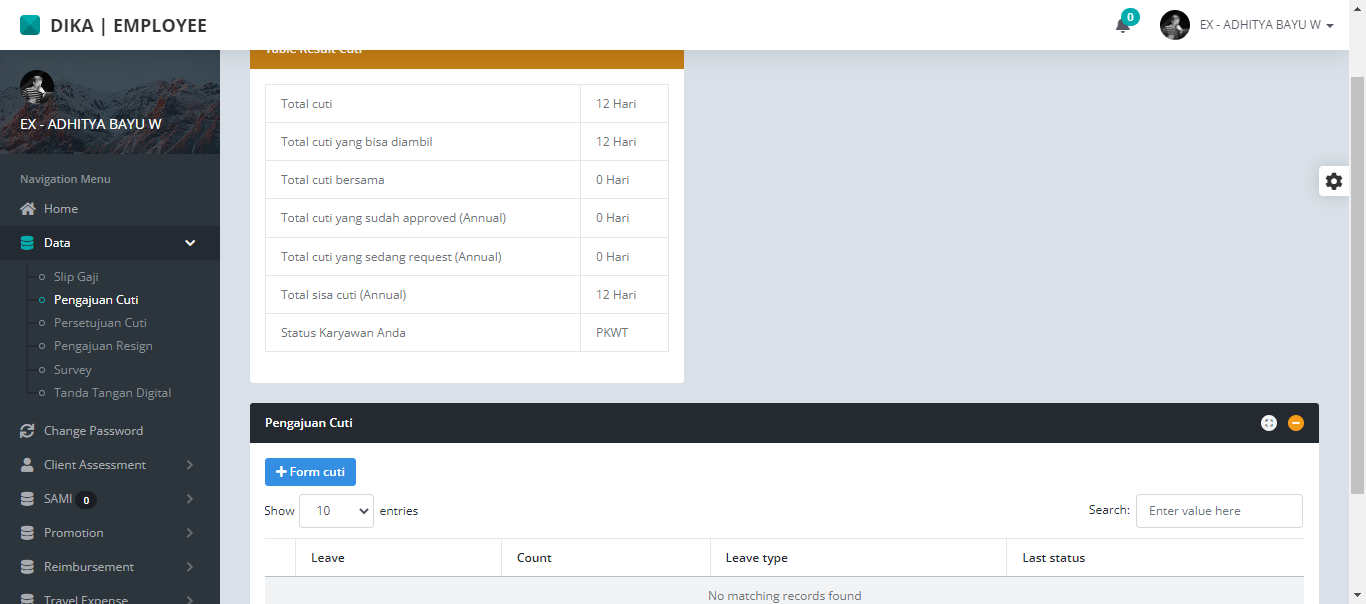 DIKA | EMPLOYEE
0
EX - ADHITYA BAYU W
EX - ADHITYA BAYU W
Navigation Menu
Home
Data
Slip Gaji
Pengajuan Cuti
Persetujuan Cuti
Pengajuan Resign
Survey
Tanda Tangan Digital
Change Password
Client Assessment
SAMI 0
Promotion
Reimbursement
Travel Expense
Table Result Cuti
Total cuti 12 Hari
Total cuti yang bisa diambil 12 Hari
Total cuti bersama 0 Hari
Total cuti yang sudah approved (Annual) 0 Hari
Total cuti yang sedang request (Annual) 0 Hari
Total sisa cuti (Annual) 12 Hari
Status Karyawan Anda PKWT
Pengajuan Cuti
+ Form cuti
Show 10 entries Search: Enter value here
Leave Count Leave type Last status
No matching records found